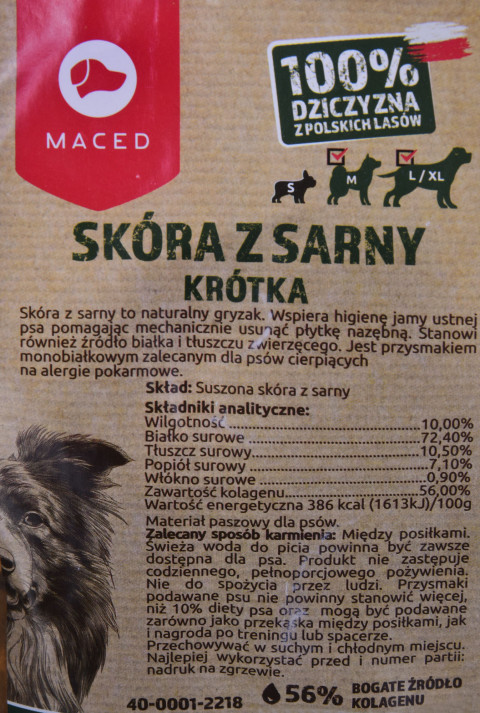 MACED
100%
DZICZYZNA
Z POLSKICH LASÓW
S
M
L / XL
SKÓRA Z SARNY
KRÓTKA
Skóra z sarny to naturalny gryzak. Wspiera higienę jamy ustnej
psa pomagając mechanicznie usunąć płytkę nazębną. Stanowi
również źródło białka i tłuszczu zwierzęcego. Jest przysmakiem
monobiałkowym zalecanym dla psów cierpiących
na alergie pokarmowe.
Skład: Suszona skóra z sarny
Składniki analityczne:
Wilgotność ........ 10,00%
Białko surowe ........ 72,40%
Tłuszcz surowy ........ 10,50%
Popiół surowy ........ 7,10%
Włókno surowe ........ 0,90%
Zawartość kolagenu ........ 56,00%
Wartość energetyczna 386 kcal (1613kJ)/100g
Materiał paszowy dla psów.
Zalecany sposób karmienia: Między posiłkami.
Świeża woda do picia powinna być zawsze
dostępna dla psa. Produkt nie zastępuje
codziennego, pełnoporcjowego pożywienia.
Nie do spożycia przez ludzi. Przysmaki
podawane psu nie powinny stanowić więcej,
niż 10% diety psa oraz mogą być podawane
zarówno jako przekąska między posiłkami, jak
i nagroda po treningu lub spacerze.
Przechowywać w suchym i chłodnym miejscu.
Najlepiej wykorzystać przed i numer partii:
nadruk na zgrzewie.
40-0001-2218
56% BOGATE ŹRÓDŁO
KOLAGENU